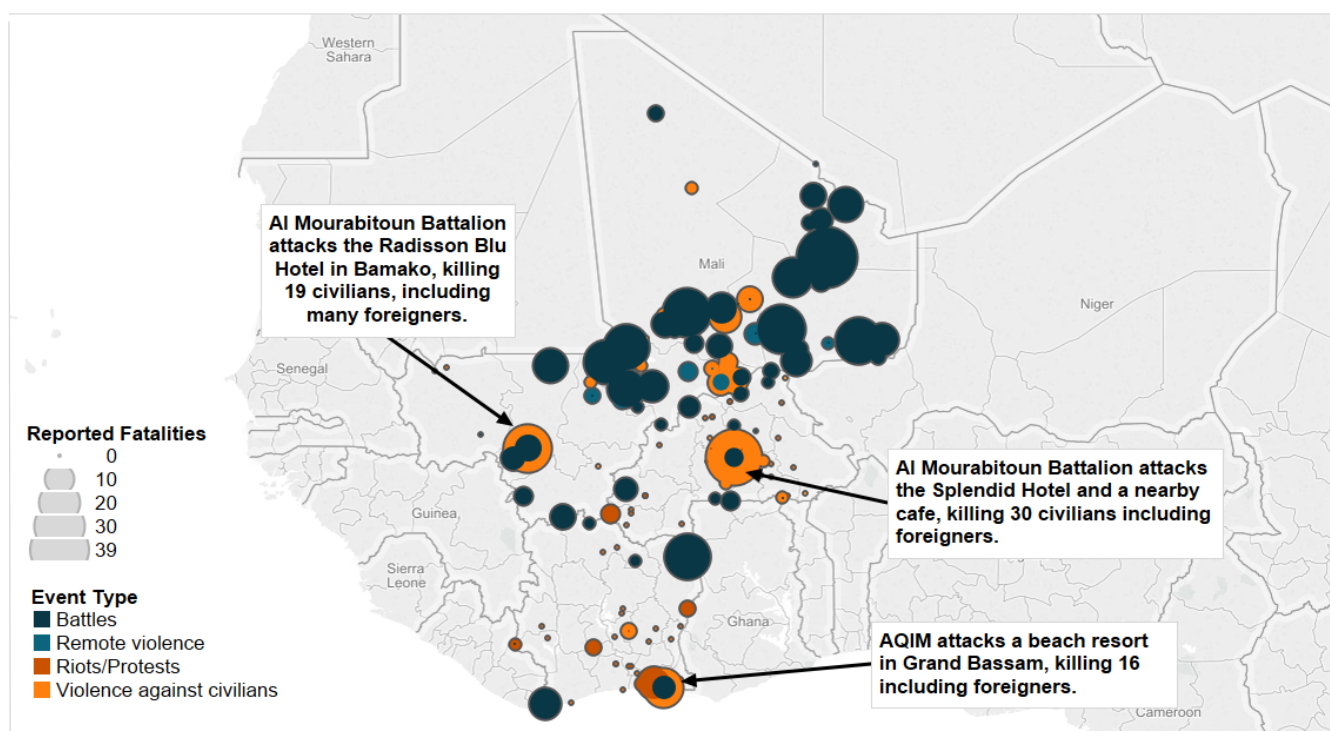 Western
Sahara
Al Mourabitoun Battalion
attacks the Radisson Blu
Hotel in Bamako, killing
19 civilians, including
many foreigners.
Mali
Niger
Senegal
Reported Fatalities
0
10
20
30
39
Guinea
Al Mourabitoun Battalion attacks
the Splendid Hotel and a nearby
cafe, killing 30 civilians including
foreigners.
Sierra
Leone
Event Type
Battles
Remote violence
Riots/Protests
Violence against civilians
Ghana
AQIM attacks a beach resort
in Grand Bassam, killing 16
including foreigners.
Cameroon